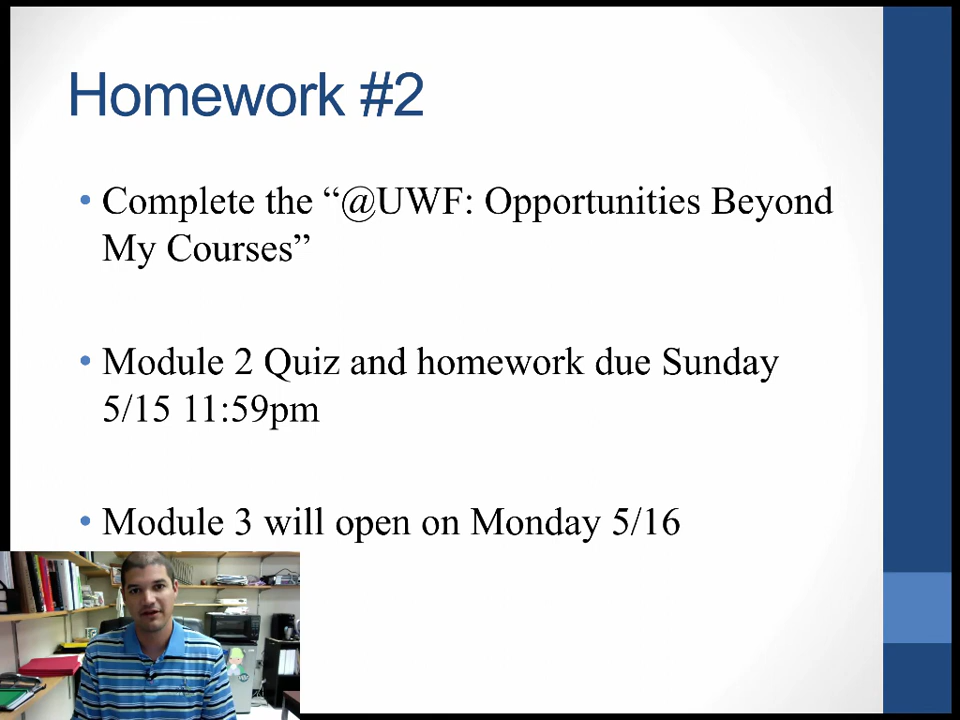 Homework #2
• Complete the “@UWF: Opportunities Beyond
My Courses”
• Module 2 Quiz and homework due Sunday
5/15 11:59pm
• Module 3 will open on Monday 5/16